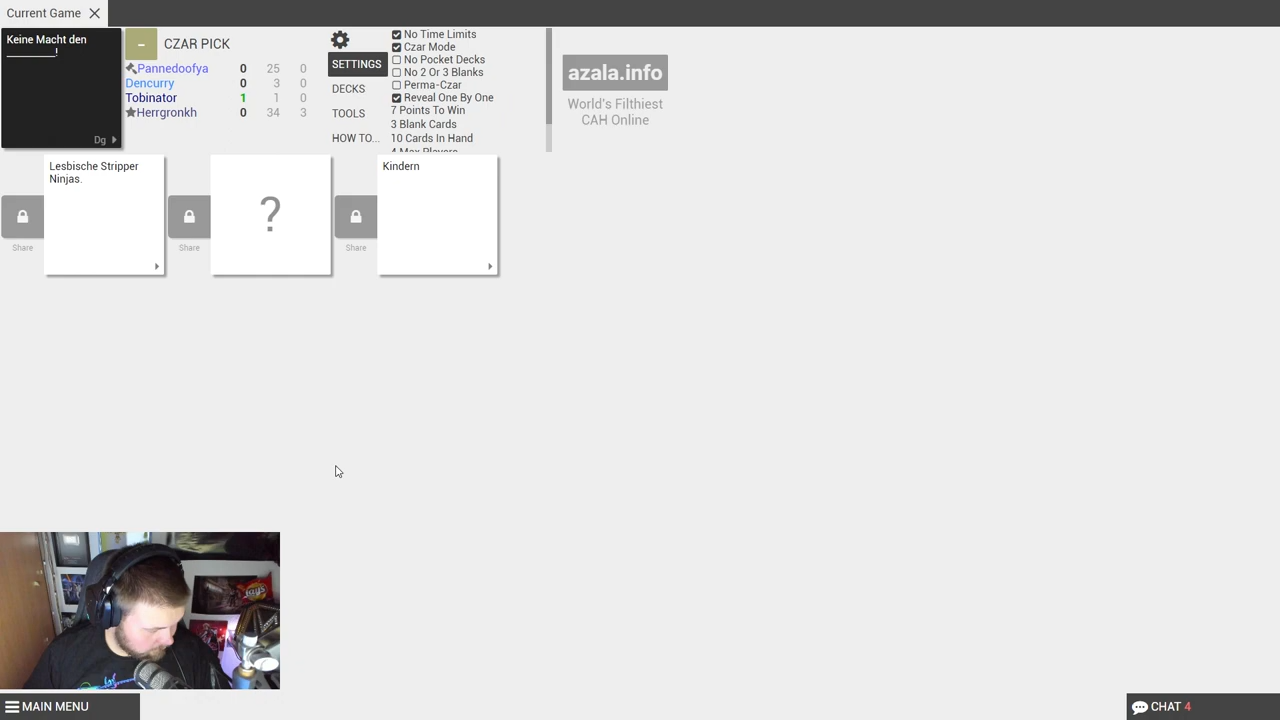 Current Game
Keine Macht den
________!
Dg
–
CZAR PICK
Pannedoofya 0 25 0
Dencurry 0 3 0
Tobinator 1 1 0
Herrgronkh 0 34 3
SETTINGS
DECKS
TOOLS
HOW TO...
No Time Limits
Czar Mode
No Pocket Decks
No 2 Or 3 Blanks
Perma-Czar
Reveal One By One
7 Points To Win
3 Blank Cards
10 Cards In Hand
4 Max Players
azala.info
World's Filthiest
CAH Online
Share
Lesbische Stripper
Ninjas.
Share
?
Share
Kindern
Lays
MAIN MENU
CHAT 4